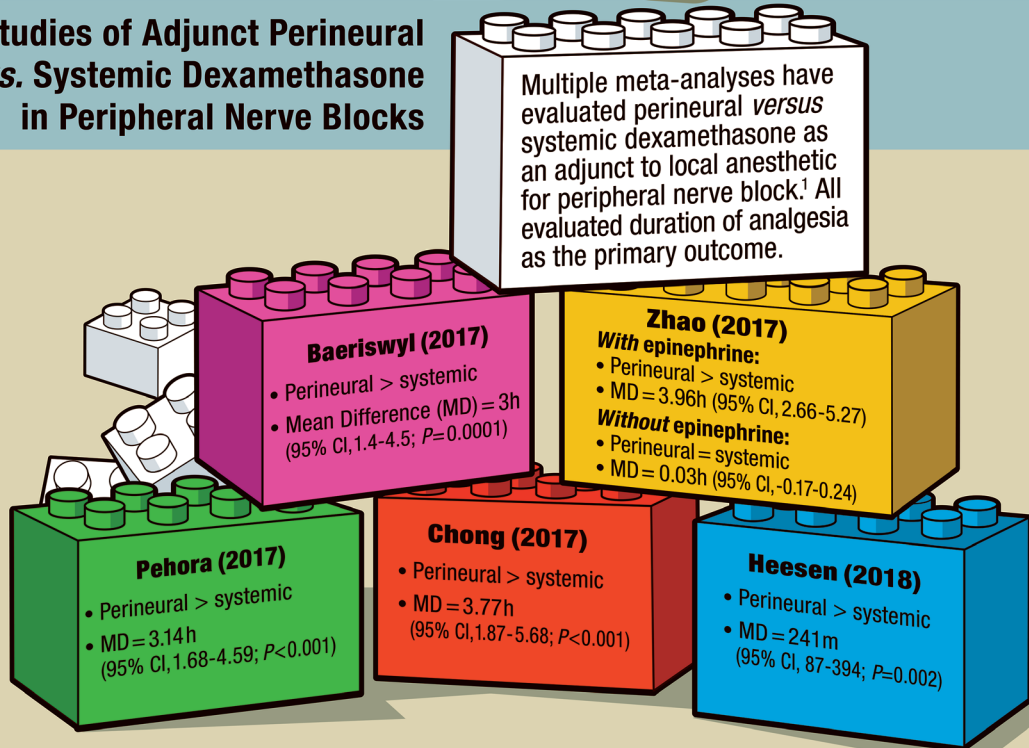 tudies of Adjunct Perineural
s. Systemic Dexamethasone
in Peripheral Nerve Blocks
Multiple meta-analyses have
evaluated perineural versus
systemic dexamethasone as
an adjunct to local anesthetic
for peripheral nerve block.¹ All
evaluated duration of analgesia
as the primary outcome.
Baeriswyl (2017)
• Perineural > systemic
• Mean Difference (MD) = 3h
(95% CI, 1.4-4.5; P=0.0001)
Zhao (2017)
With epinephrine:
• Perineural > systemic
• MD = 3.96h (95% CI, 2.66-5.27)
Without epinephrine:
• Perineural = systemic
• MD = 0.03h (95% CI, -0.17-0.24)
Pehora (2017)
• Perineural > systemic
• MD = 3.14h
(95% CI, 1.68-4.59; P<0.001)
Chong (2017)
• Perineural > systemic
• MD = 3.77h
(95% CI, 1.87-5.68; P<0.001)
Heesen (2018)
• Perineural > systemic
• MD = 241m
(95% CI, 87-394; P=0.002)